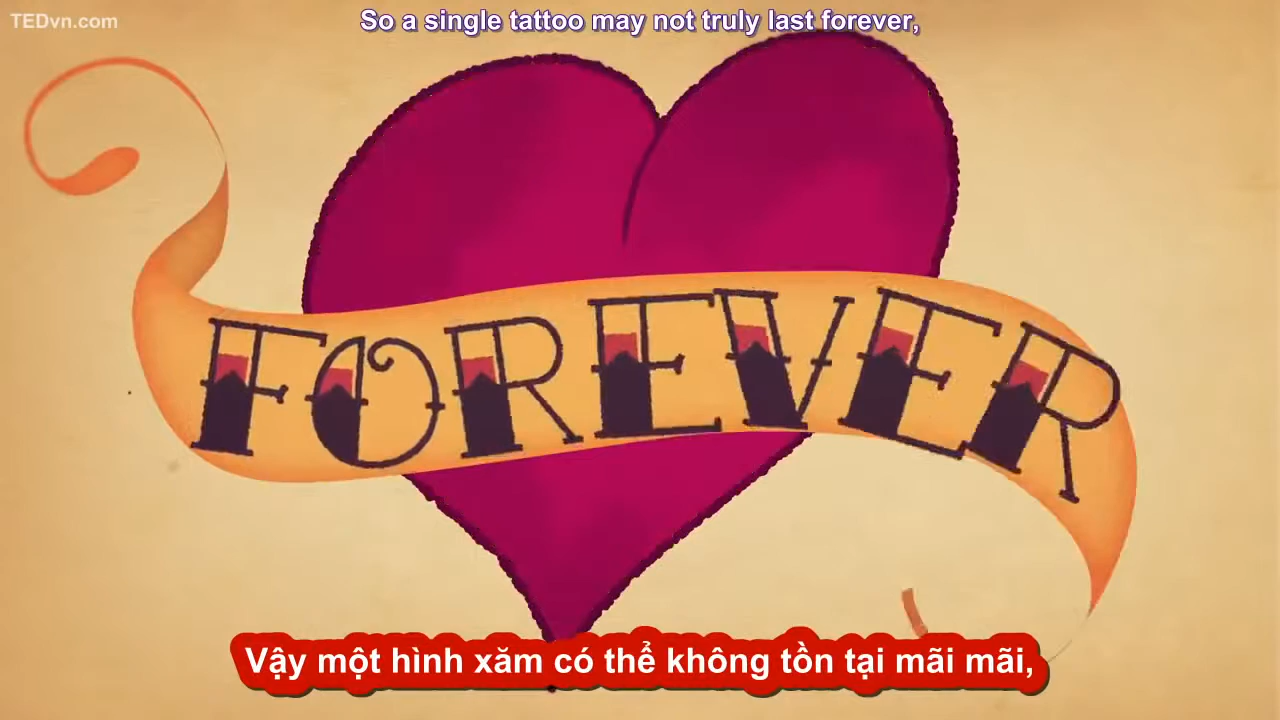 TEDvn.com
So a single tattoo may not truly last forever,
FOREVER
Vậy một hình xăm có thể không tồn tại mãi mãi,